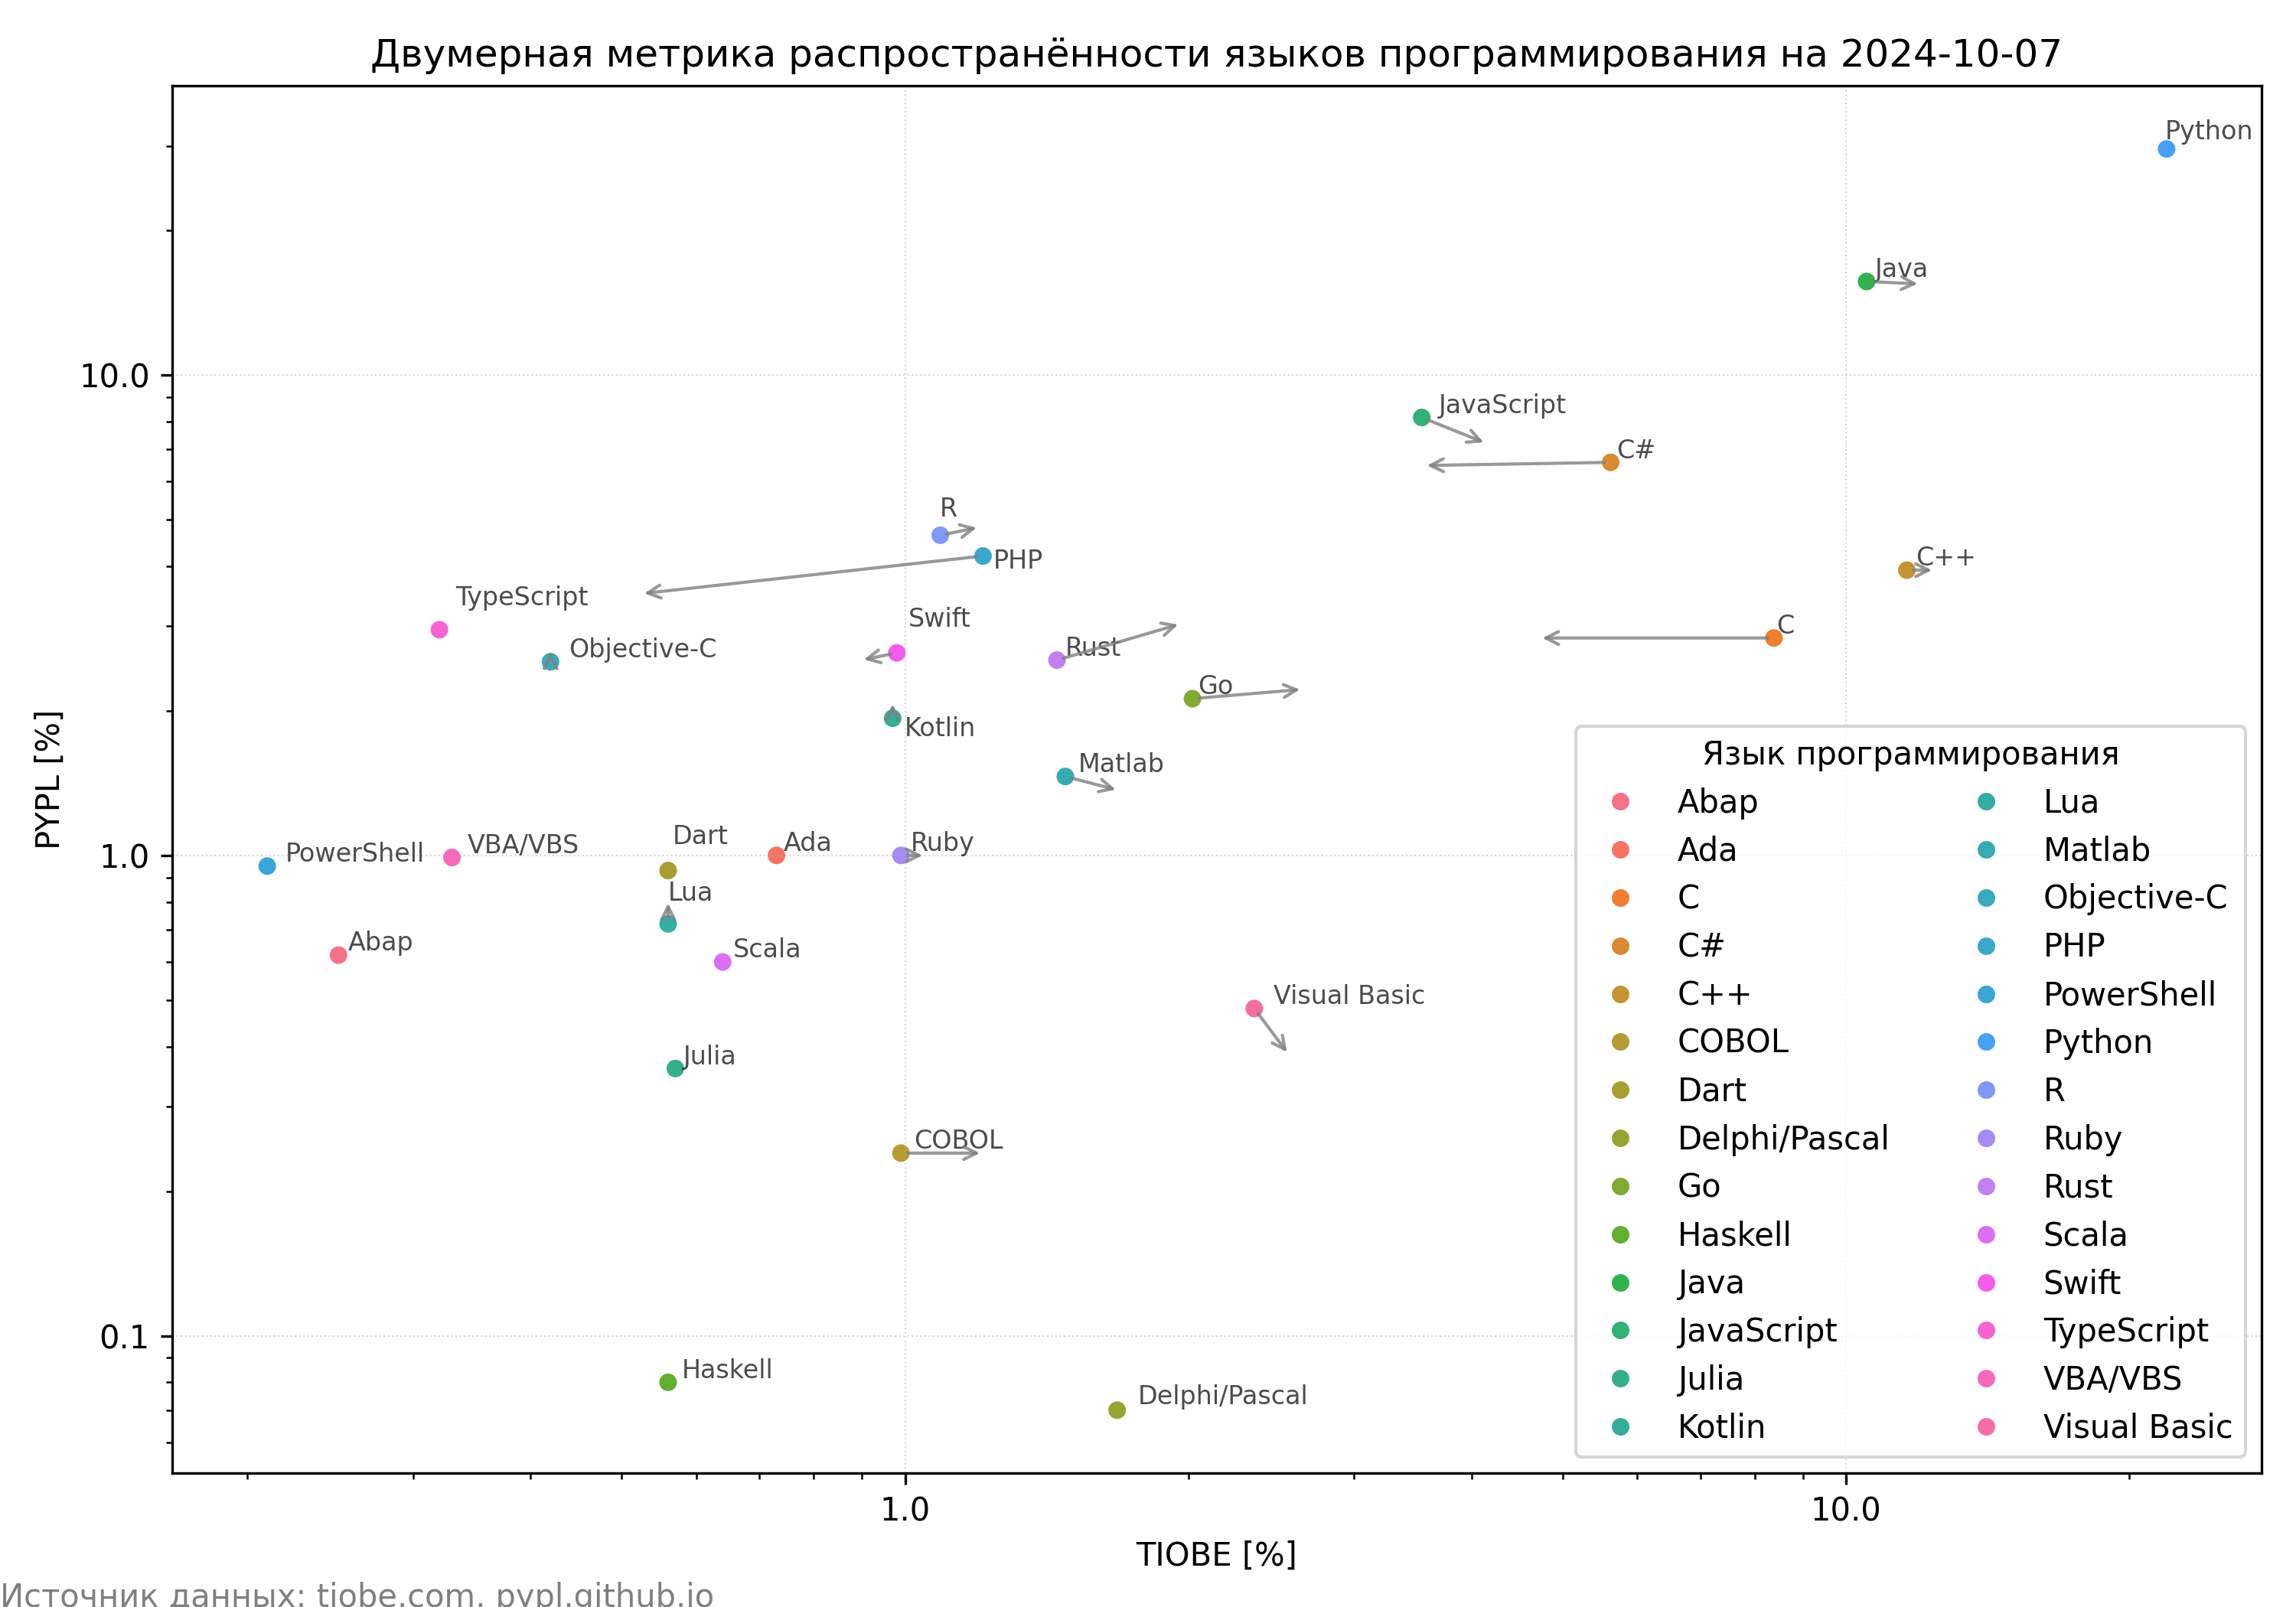 Двумерная метрика распространённости языков программирования на 2024-10-07
Python
Java
10.0
JavaScript
C#
R
PHP
C++
TypeScript
Swift
C
Objective-C
Rust
Go
Kotlin
Matlab
PYPL [%]
1.0
PowerShell
VBA/VBS
Dart
Ada
Ruby
Lua
Abap
Scala
Visual Basic
Julia
COBOL
0.1
Haskell
Delphi/Pascal
Язык программирования
Abap
Ada
C
C#
C++
COBOL
Dart
Delphi/Pascal
Go
Haskell
Java
JavaScript
Julia
Kotlin
Lua
Matlab
Objective-C
PHP
PowerShell
Python
R
Ruby
Rust
Scala
Swift
TypeScript
VBA/VBS
Visual Basic
1.0
10.0
TIOBE [%]
Источник данных: tiobe.com, pypl.github.io